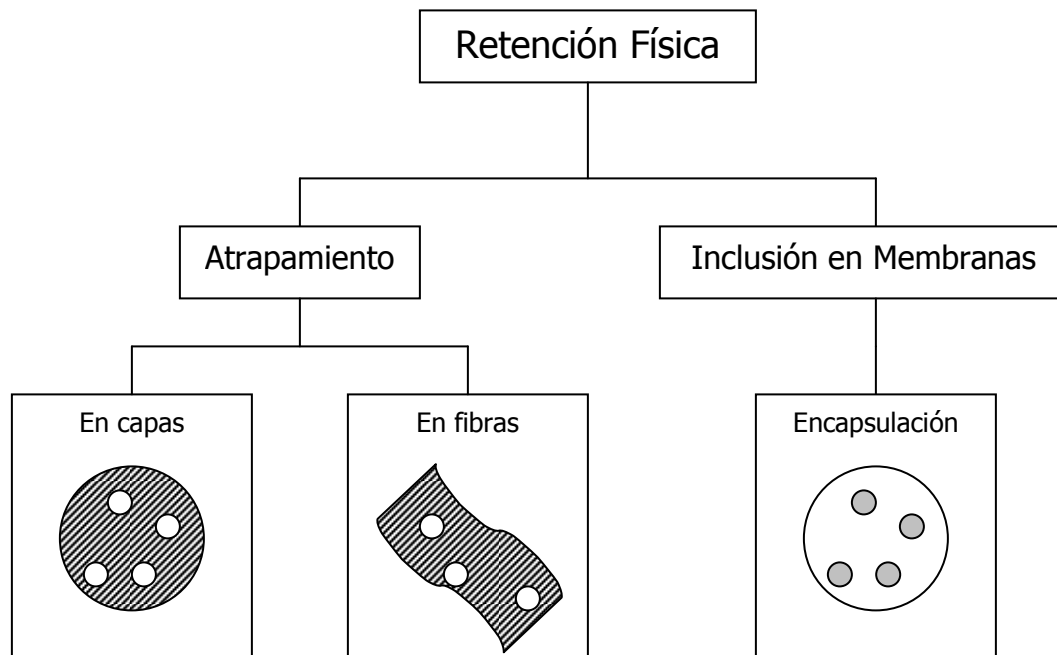 Retención Física
Atrapamiento
Inclusión en Membranas
En capas
En fibras
Encapsulación